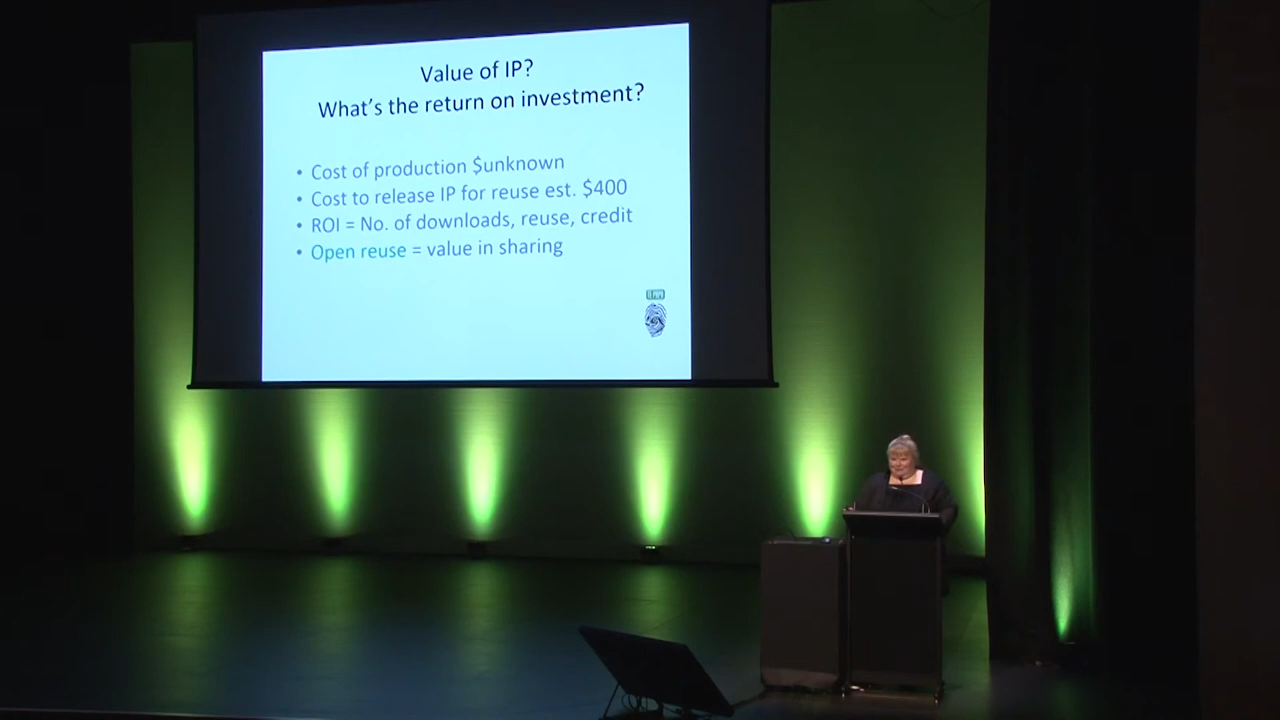 Value of IP?
What's the return on investment?
• Cost of production $unknown
• Cost to release IP for reuse est. $400
• ROI = No. of downloads, reuse, credit
• Open reuse = value in sharing